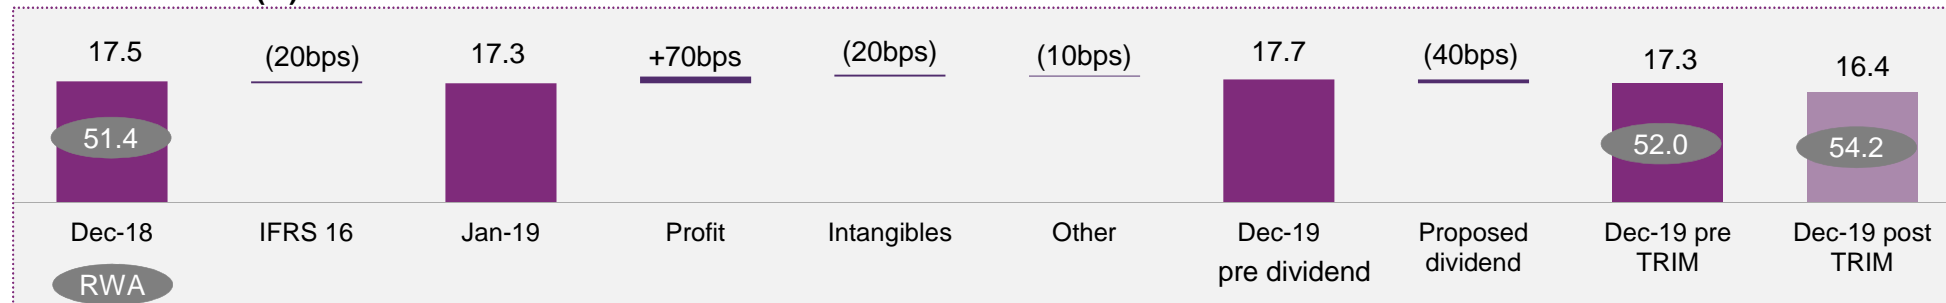 17.5
(20bps)
17.3
+70bps
(20bps)
(10bps)
17.7
(40bps)
17.3
16.4
51.4
52.0
54.2
Dec-18
IFRS 16
Jan-19
Profit
Intangibles
Other
Dec-19
pre dividend
Proposed
dividend
Dec-19 pre
TRIM
Dec-19 post
TRIM
RWA